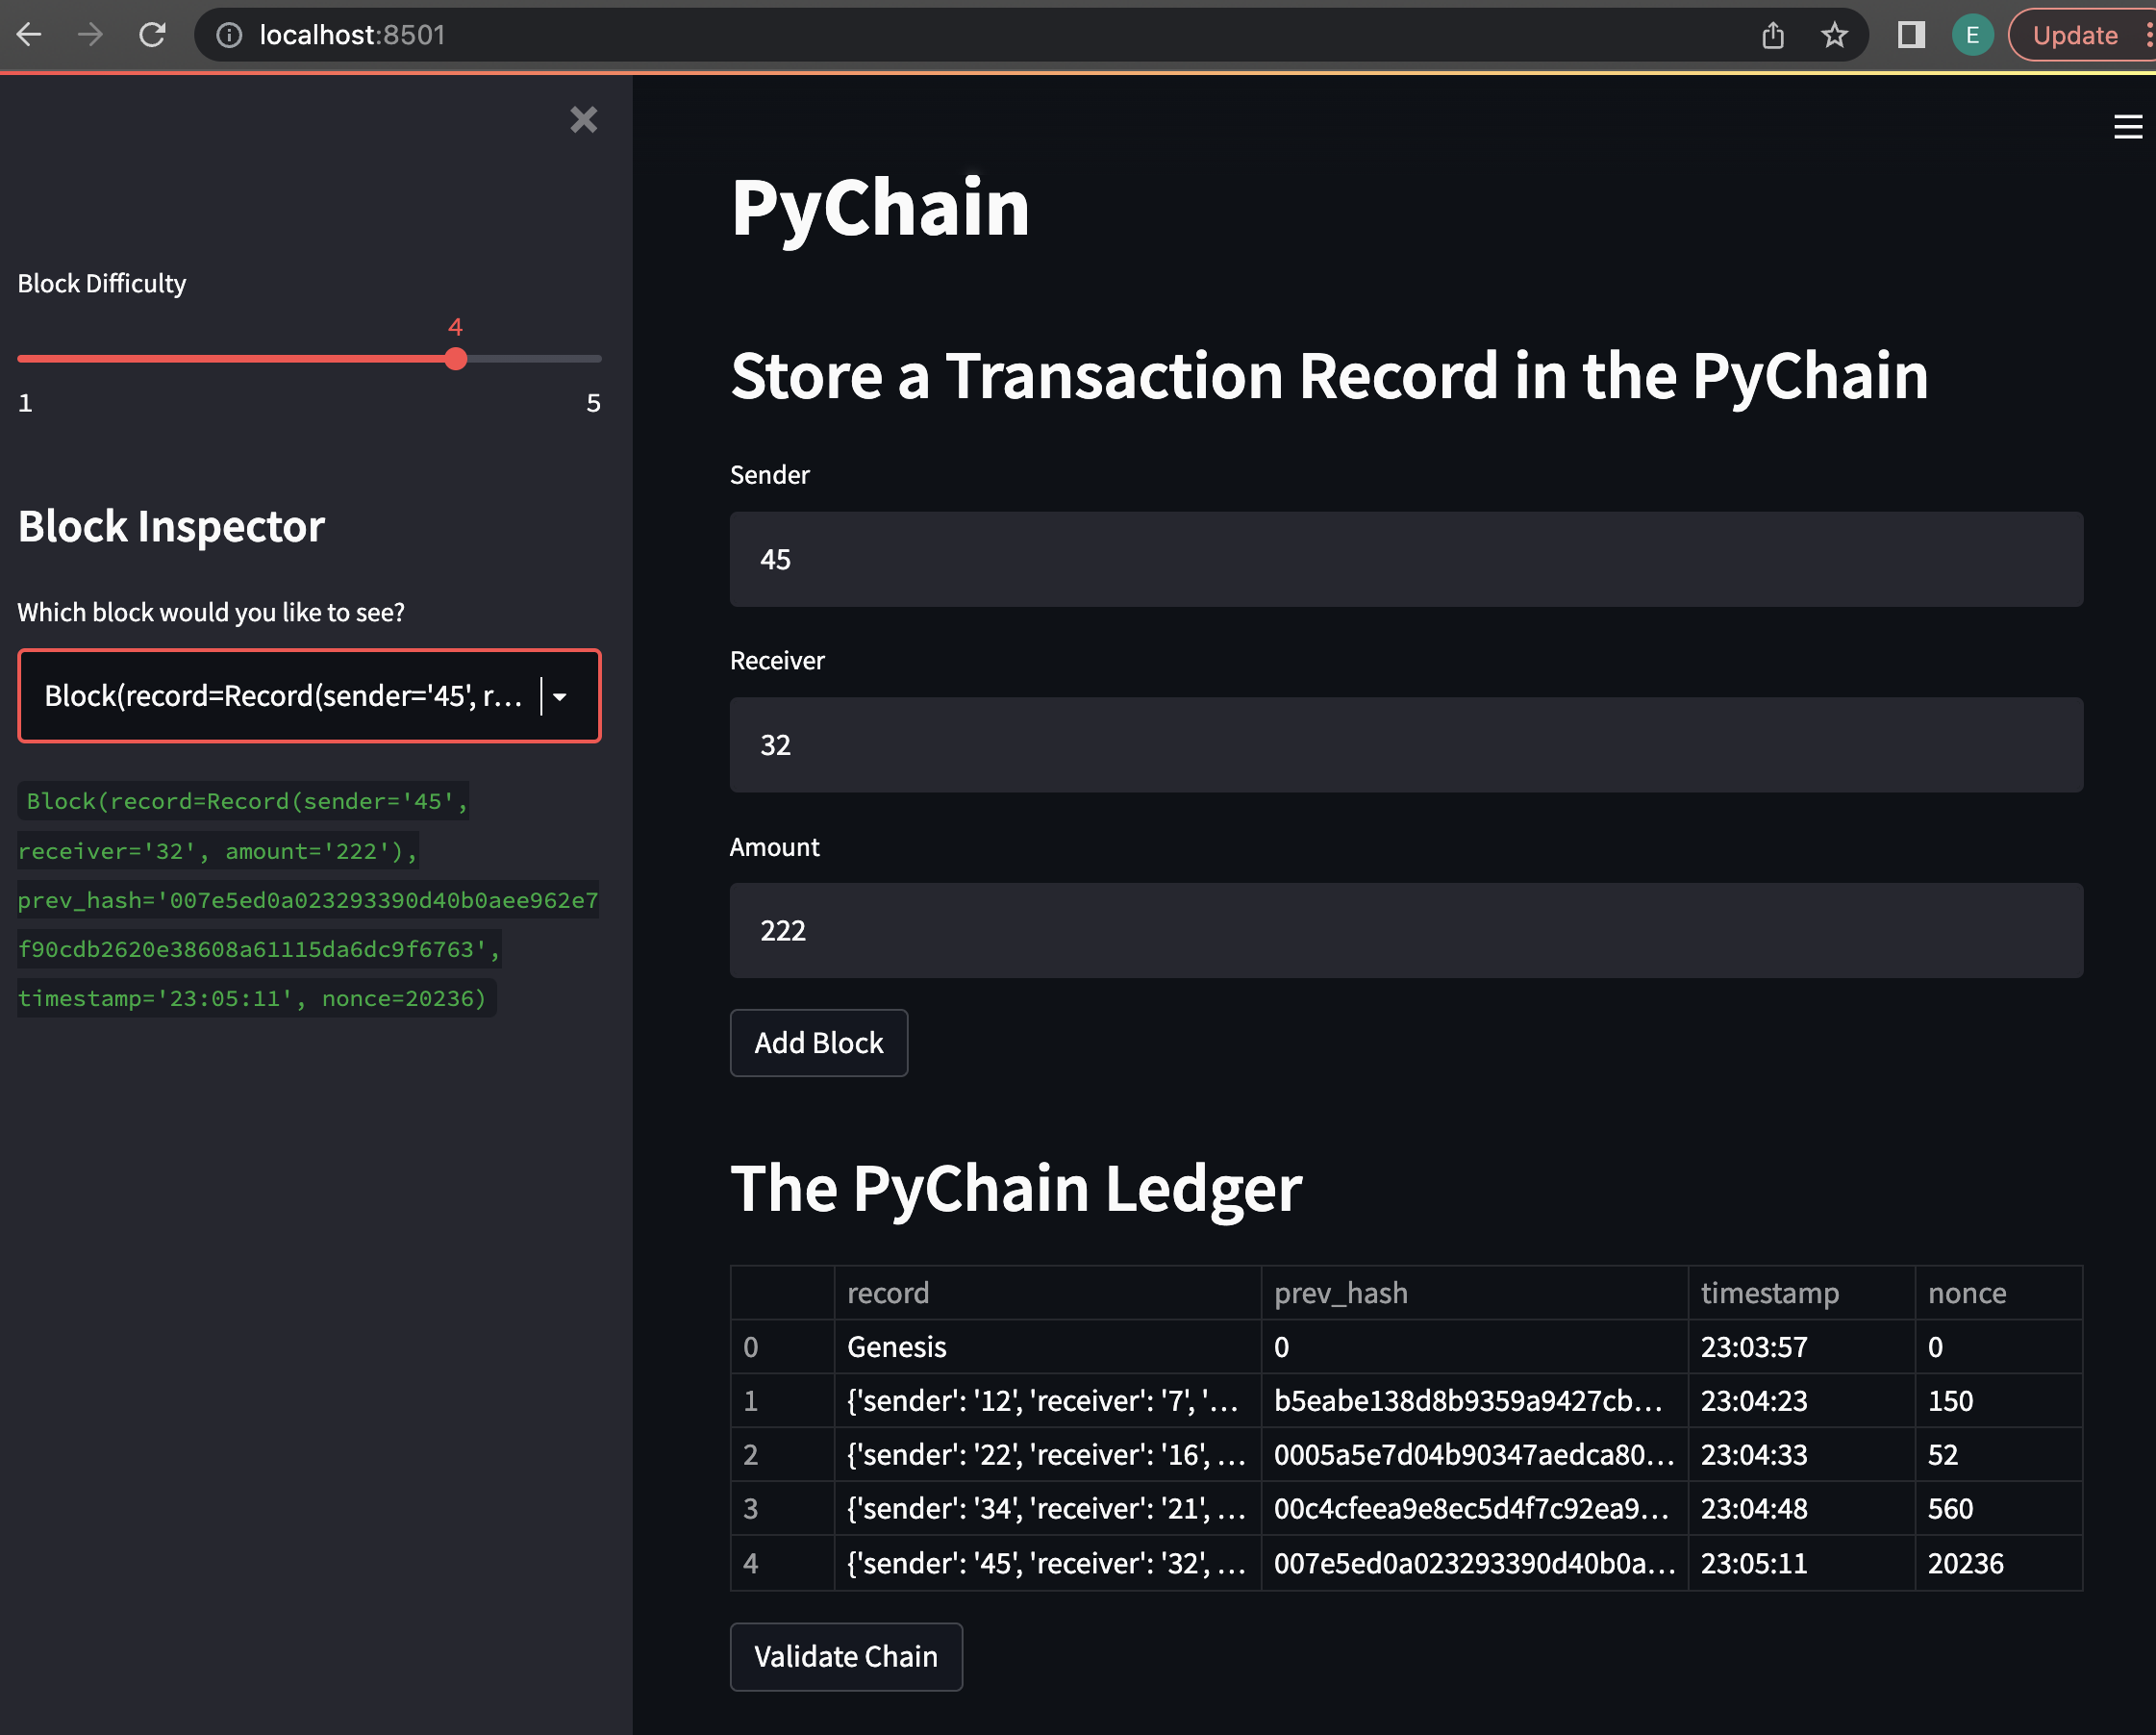 localhost:8501
E
Update
Block Difficulty
4
1 5
Block Inspector
Which block would you like to see?
Block(record=Record(sender='45', r...
Block(record=Record(sender='45',
receiver='32', amount='222'),
prev_hash='007e5ed0a023293390d40b0aee962e7
f90cdb2620e38608a61115da6dc9f6763',
timestamp='23:05:11', nonce=20236)
PyChain
Store a Transaction Record in the PyChain
Sender
45
Receiver
32
Amount
222
Add Block
The PyChain Ledger
record prev_hash timestamp nonce
0 Genesis 0 23:03:57 0
1 {'sender': '12', 'receiver': '7', '... b5eabe138d8b9359a9427cb... 23:04:23 150
2 {'sender': '22', 'receiver': '16', ... 0005a5e7d04b90347aedca80... 23:04:33 52
3 {'sender': '34', 'receiver': '21', ... 00c4cfeea9e8ec5d4f7c92ea9... 23:04:48 560
4 {'sender': '45', 'receiver': '32', ... 007e5ed0a023293390d40b0a... 23:05:11 20236
Validate Chain